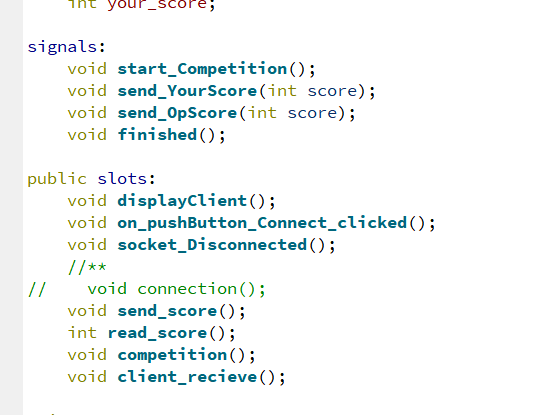 int your_score;
signals:
void start_Competition();
void send_YourScore(int score);
void send_OpScore(int score);
void finished();
public slots:
void displayClient();
void on_pushButton_Connect_clicked();
void socket_Disconnected();
//**
// void connection();
void send_score();
int read_score();
void competition();
void client_recieve();